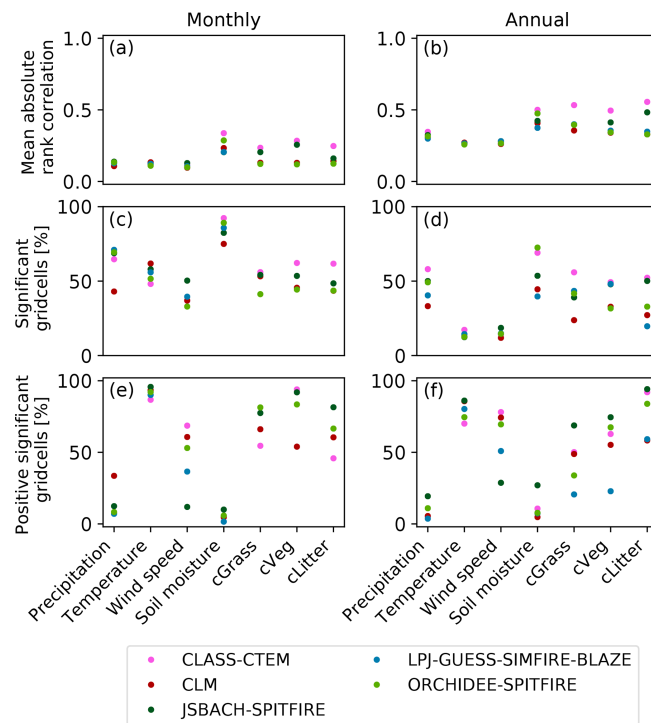 Monthly
Annual
(a)
(b)
1.0
0.5
0.0
Mean absolute
rank correlation
1.0
0.5
0.0
(c)
(d)
100
50
0
Significant
gridcells [%]
100
50
0
(e)
(f)
100
50
0
Positive significant
gridcells [%]
100
50
0
Precipitation
Temperature
Wind speed
Soil moisture
cGrass
cVeg
cLitter
Precipitation
Temperature
Wind speed
Soil moisture
cGrass
cVeg
cLitter
CLASS-CTEM
CLM
JSBACH-SPITFIRE
LPJ-GUESS-SIMFIRE-BLAZE
ORCHIDEE-SPITFIRE